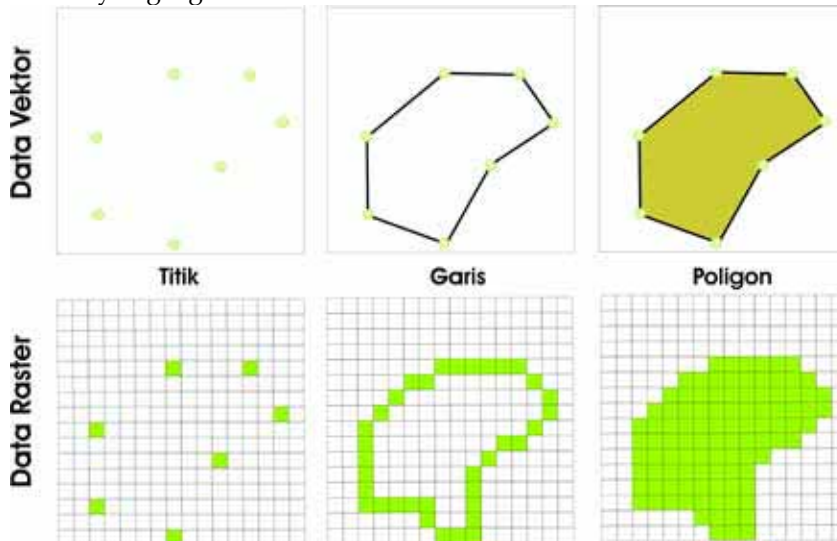 Data Vektor
Titik
Garis
Poligon
Data Raster